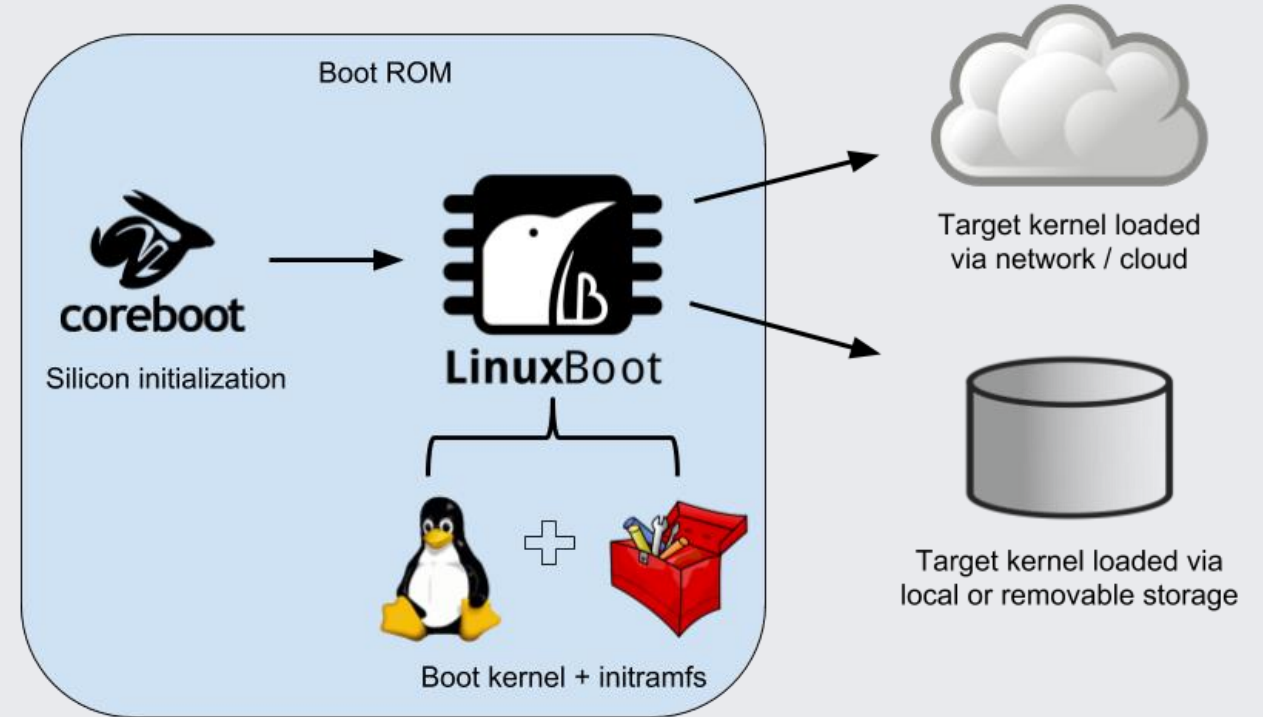 Boot ROM
coreboot
Silicon initialization
LB
LinuxBoot
Boot kernel + initramfs
Target kernel loaded
via network / cloud
Target kernel loaded via
local or removable storage